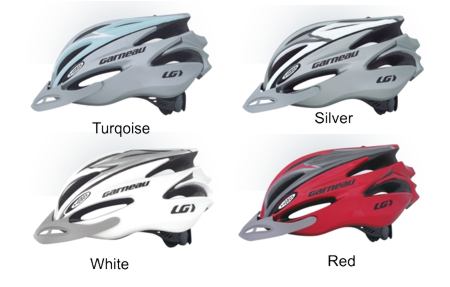 GARNEAU LG
Turqoise
GARNEAU LG
Silver
GARNEAU LG
White
GARNEAU LG
Red